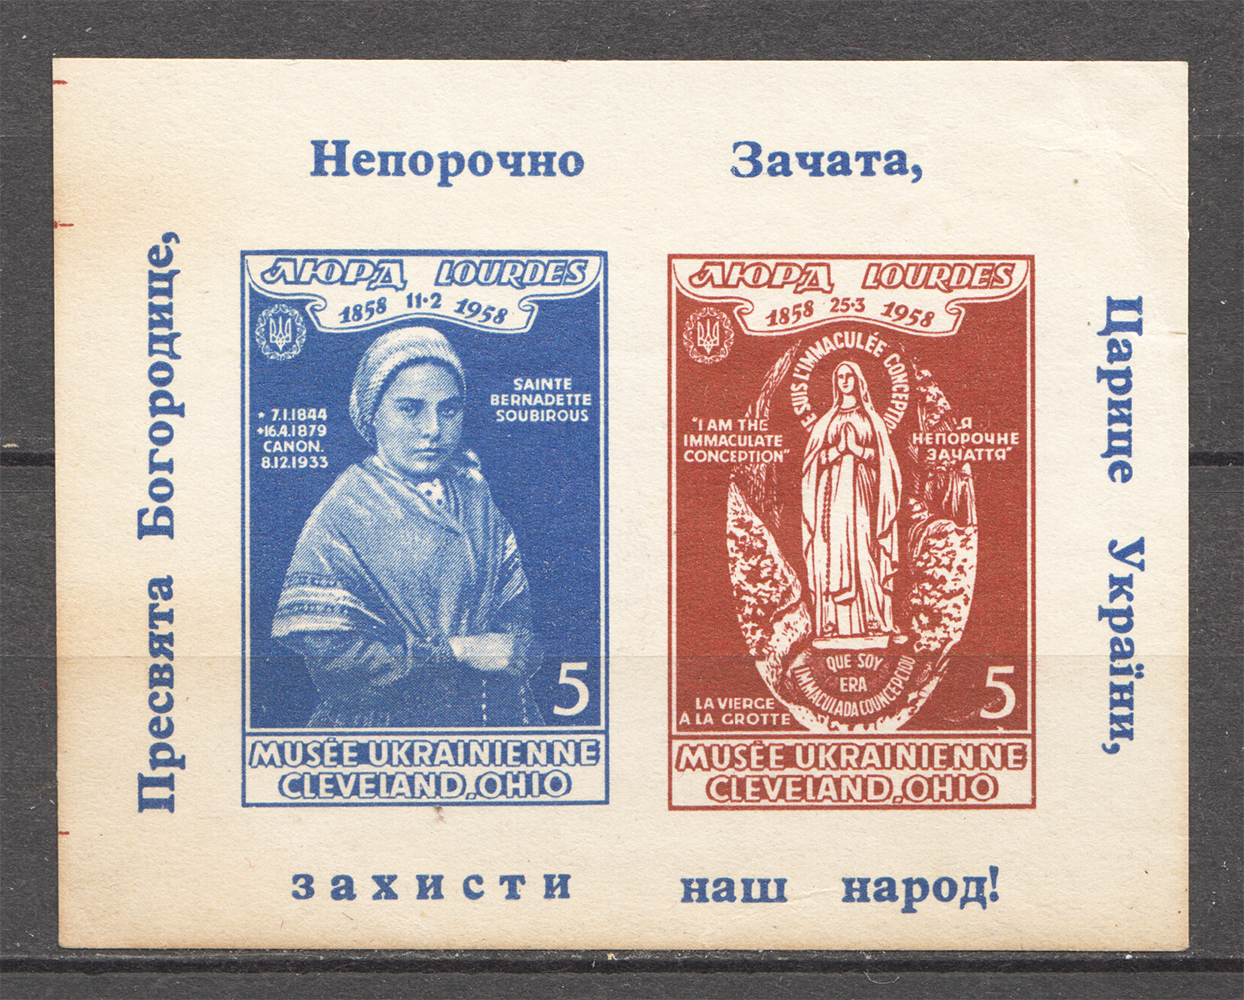 Пресвята Богородице,
Непорочно Зачата,
Царице України,
захисти наш народ!
ЛЮРД LOURDES
1858 11·2 1958
SAINTE
BERNADETTE
SOUBIROUS
* 7.1.1844
+16.4.1879
CANON.
8.12.1933
5
MUSÉE UKRAINIENNE
CLEVELAND, OHIO
ЛЮРД LOURDES
1858 25·3 1958
E SUIS L'IMMACULÉE CONCEPTIO
"I AM THE
IMMACULATE
CONCEPTION"
"Я
НЕПОРОЧНЕ
ЗАЧАТТЯ"
QUE SOY
ERA
IMMACULADA COUNCEPCIOU
LA VIERGE
A LA GROTTE
5
MUSÉE UKRAINIENNE
CLEVELAND, OHIO